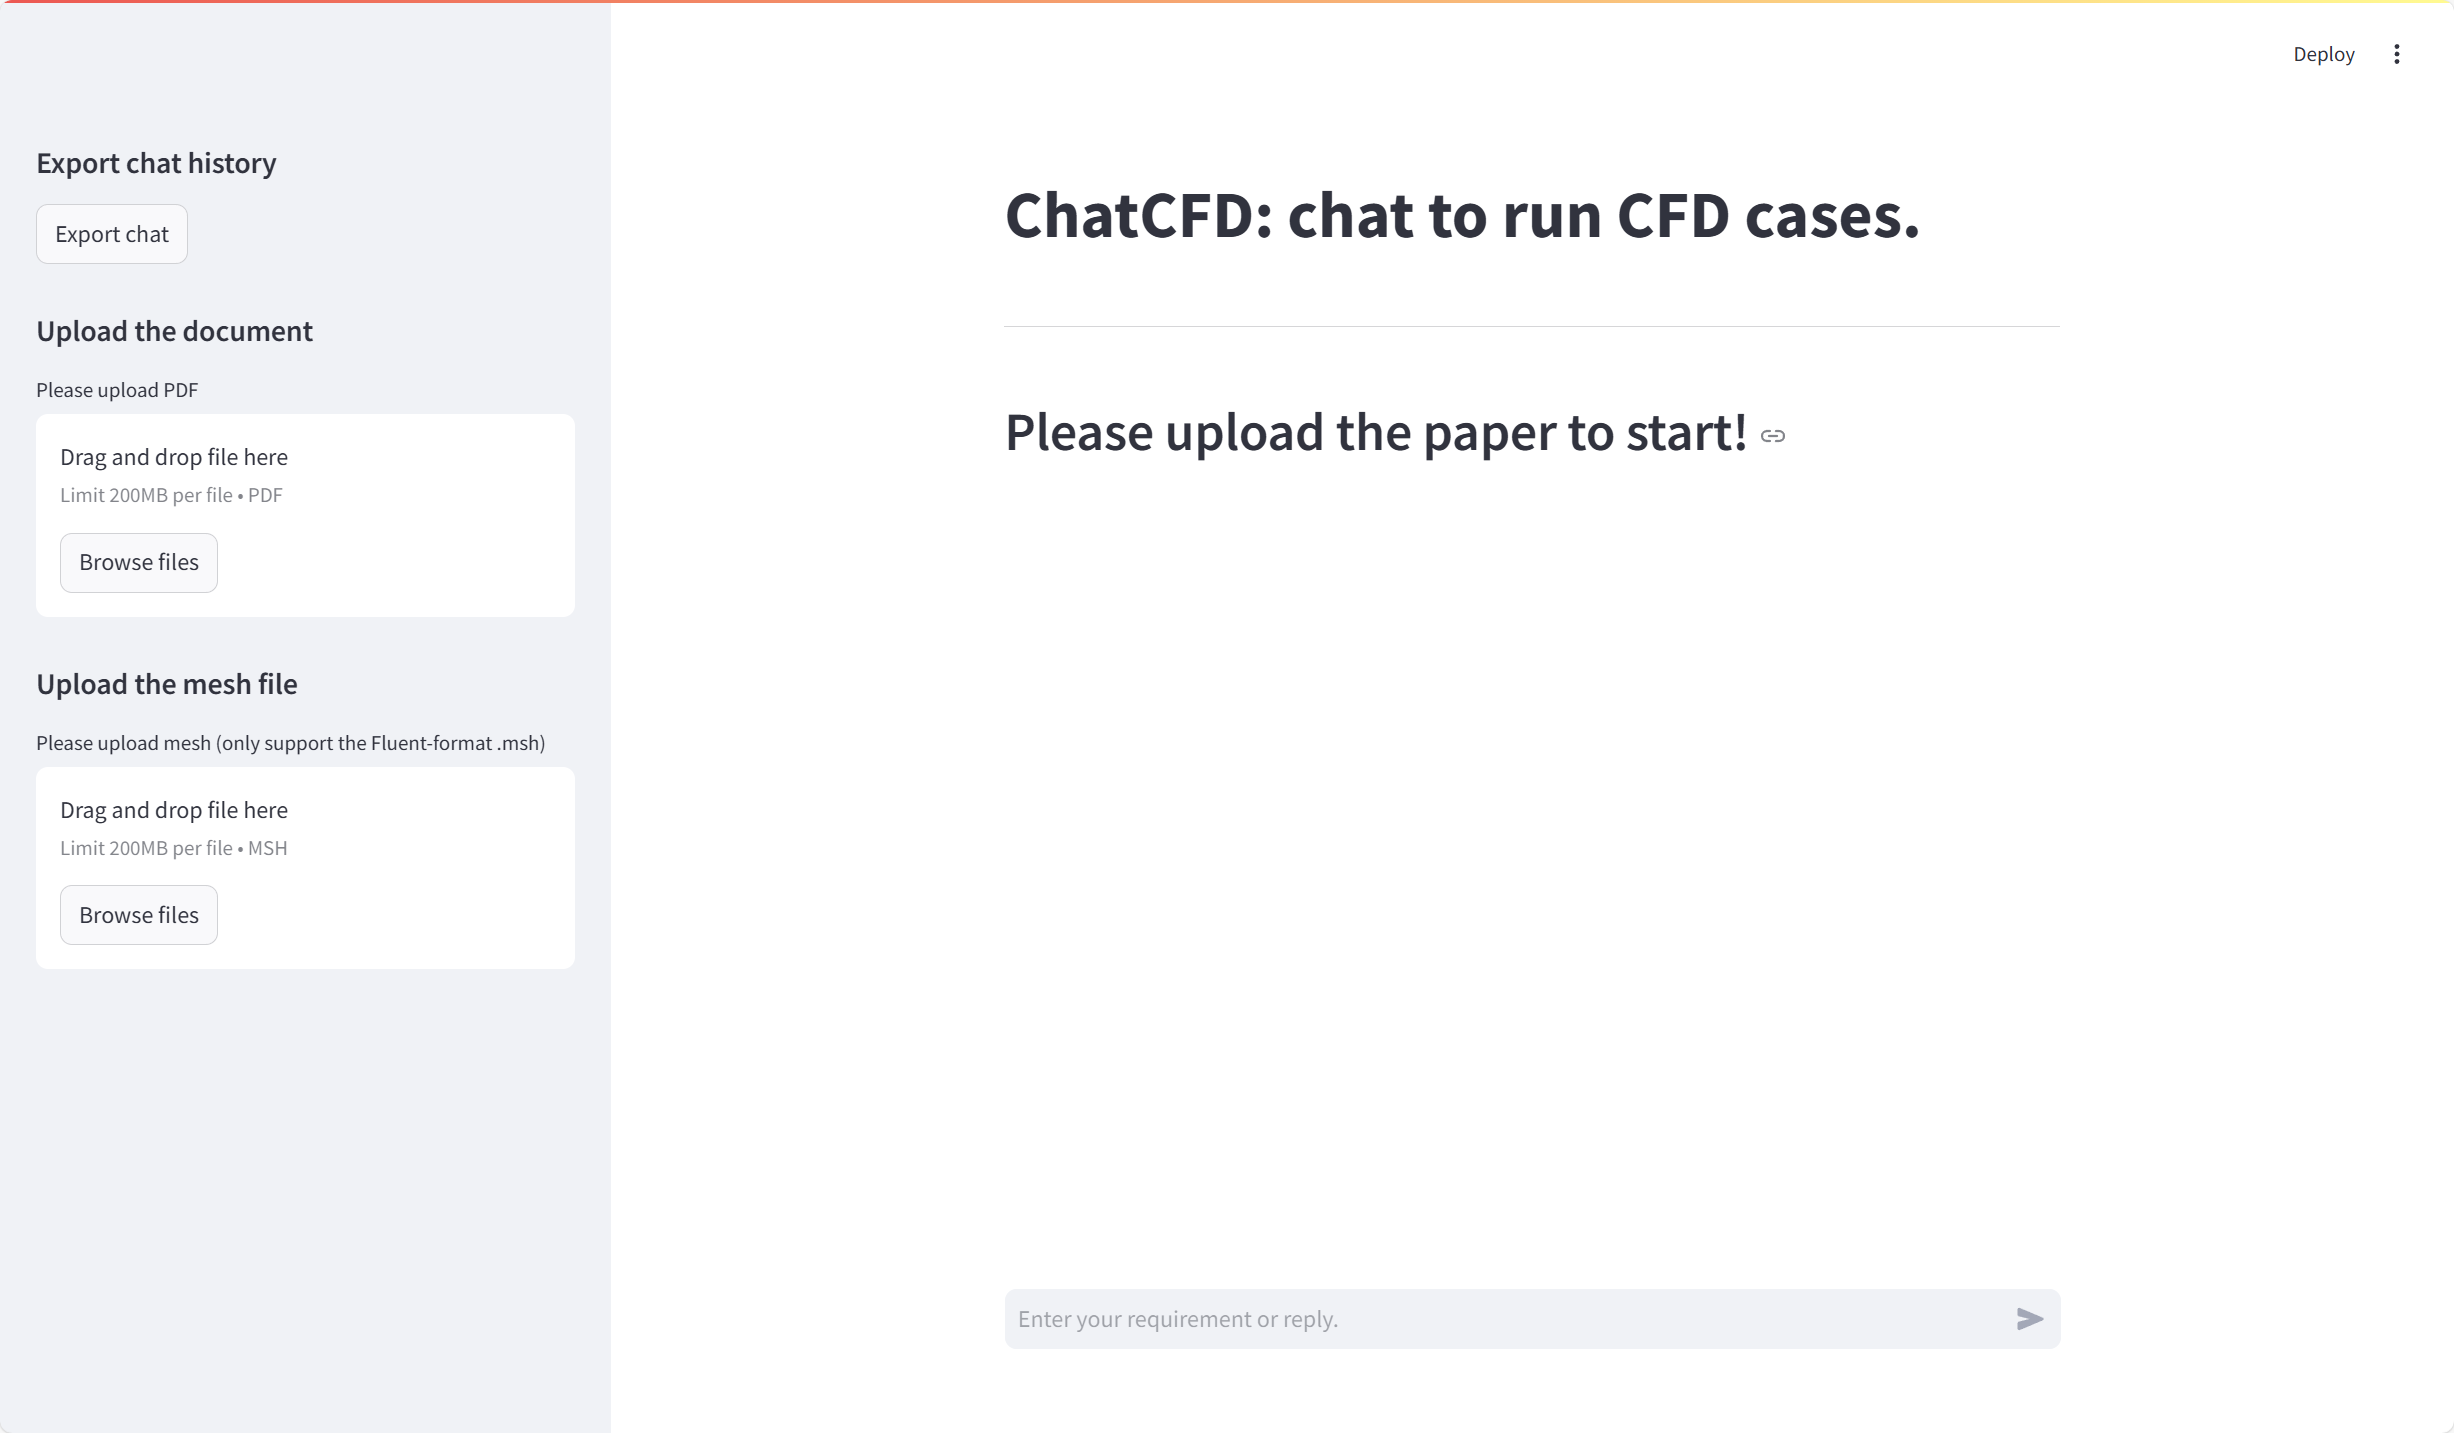 Deploy
Export chat history
Export chat
Upload the document
Please upload PDF
Drag and drop file here
Limit 200MB per file • PDF
Browse files
Upload the mesh file
Please upload mesh (only support the Fluent-format .msh)
Drag and drop file here
Limit 200MB per file • MSH
Browse files
ChatCFD: chat to run CFD cases.
Please upload the paper to start!
Enter your requirement or reply.